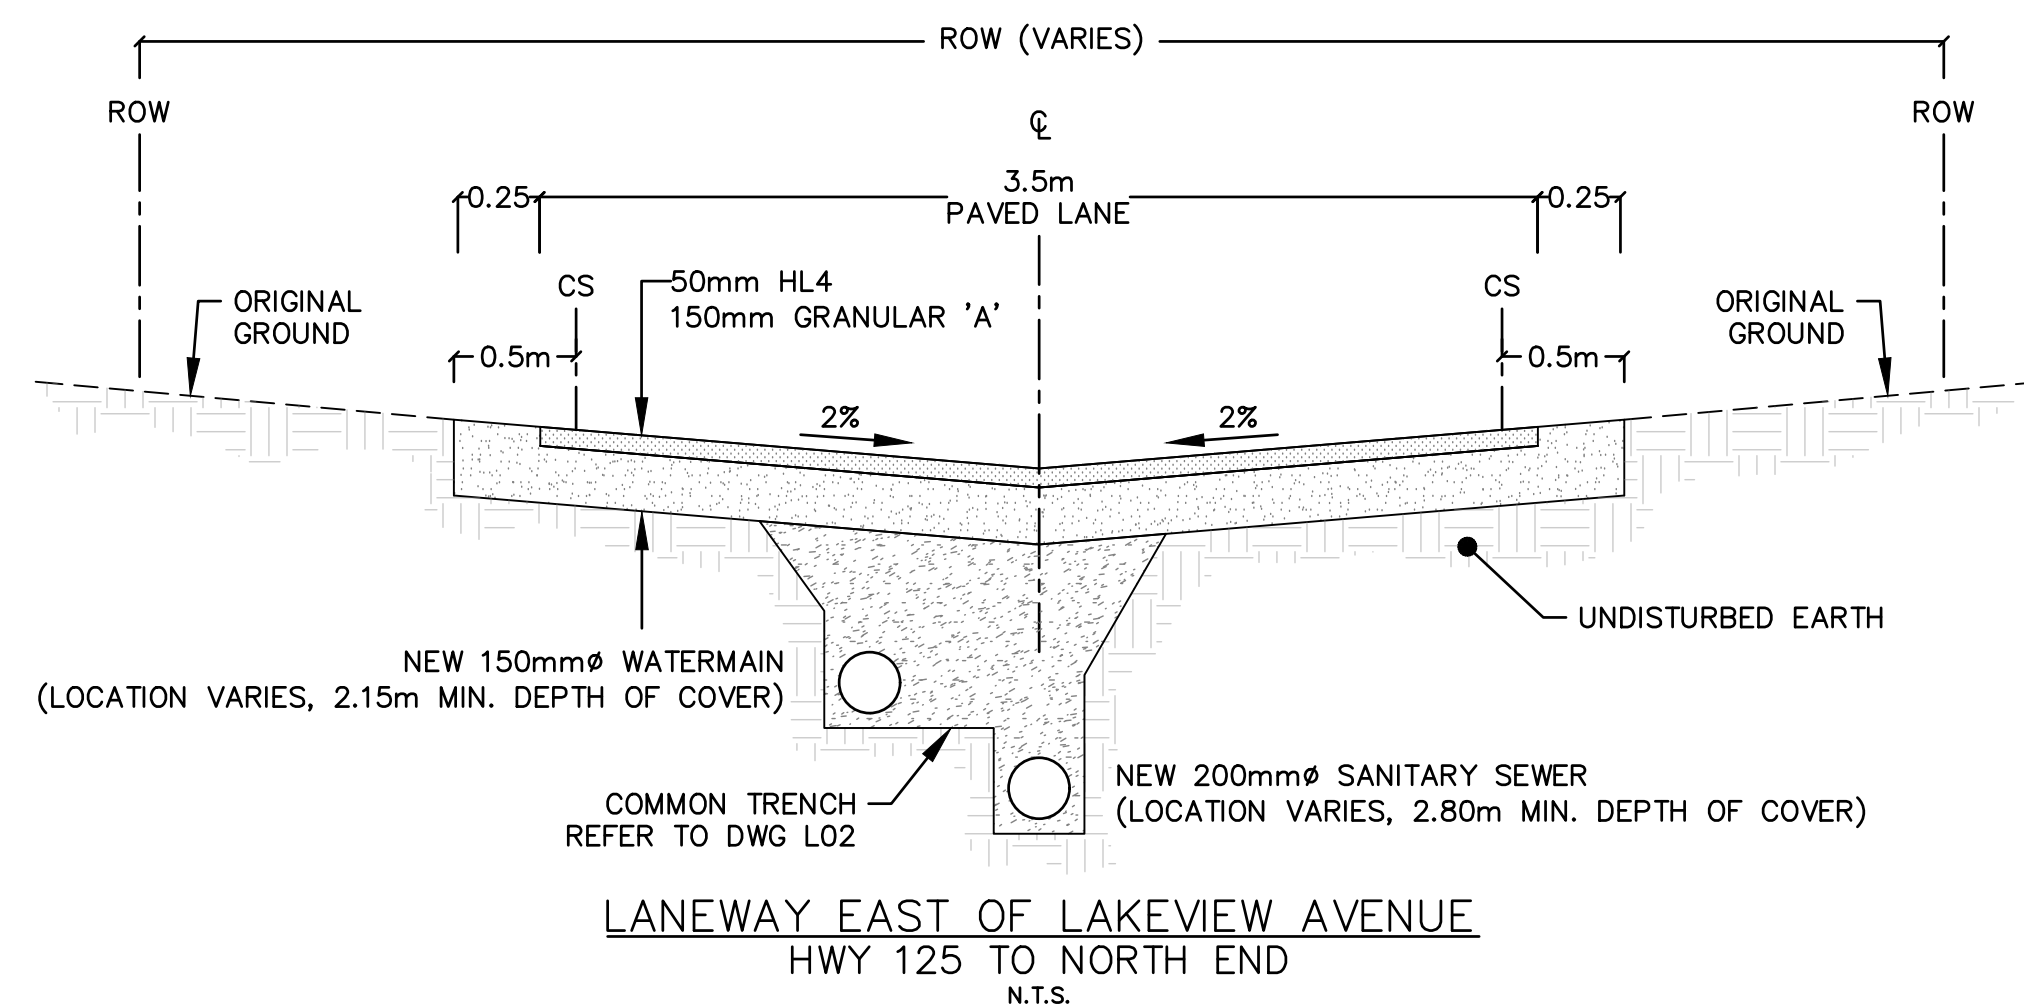 ROW (VARIES)
ROW
ROW
℄
3.5m
PAVED LANE
0.25
0.25
CS
CS
50mm HL4
150mm GRANULAR 'A'
ORIGINAL
GROUND
ORIGINAL
GROUND
0.5m
0.5m
2%
2%
UNDISTURBED EARTH
NEW 150mmø WATERMAIN
(LOCATION VARIES, 2.15m MIN. DEPTH OF COVER)
NEW 200mmø SANITARY SEWER
(LOCATION VARIES, 2.80m MIN. DEPTH OF COVER)
COMMON TRENCH
REFER TO DWG L02
LANEWAY EAST OF LAKEVIEW AVENUE
HWY 125 TO NORTH END
N.T.S.